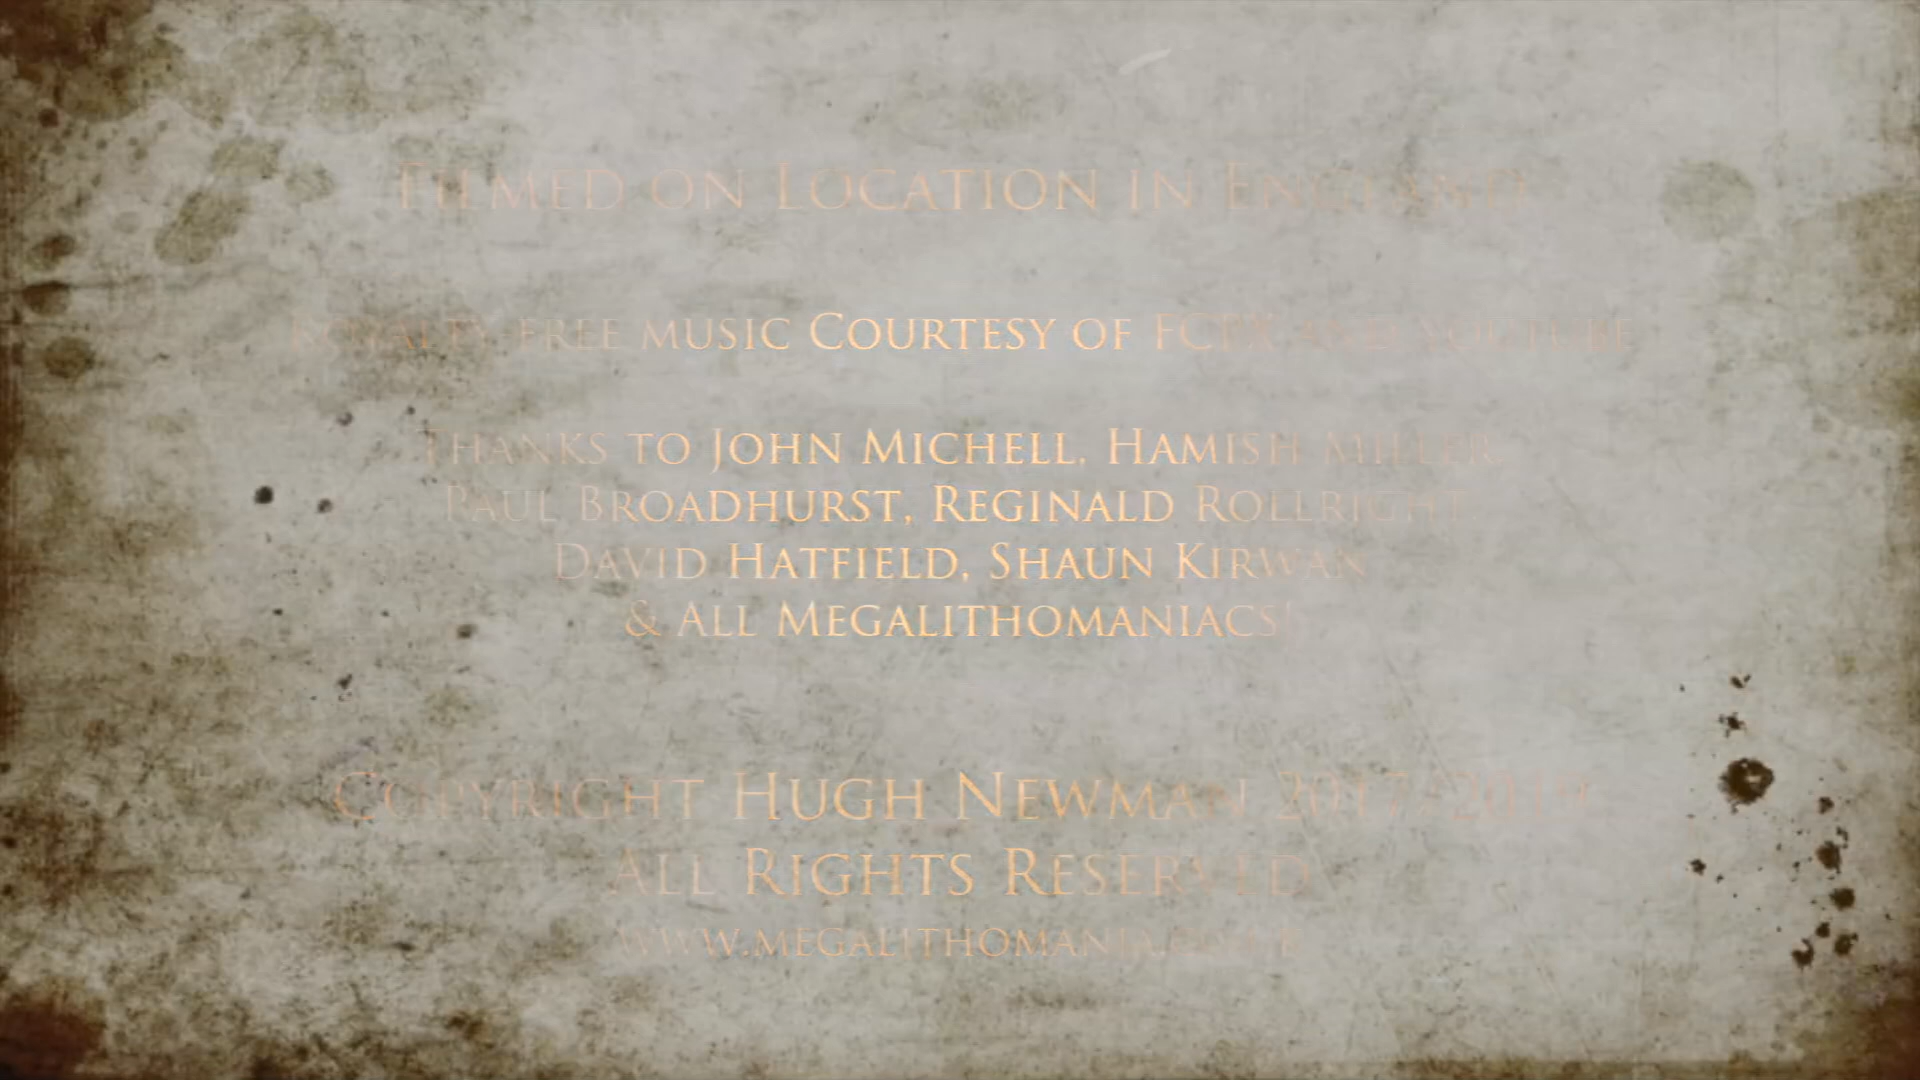 Filmed on Location in England
Royalty-free music Courtesy of FCPX and YouTube
Thanks to John Michell, Hamish Miller,
Paul Broadhurst, Reginald Rollright,
David Hatfield, Shaun Kirwan
& All Megalithomaniacs!
Copyright Hugh Newman 2017/2019
All Rights Reserved
www.megalithomania.co.uk